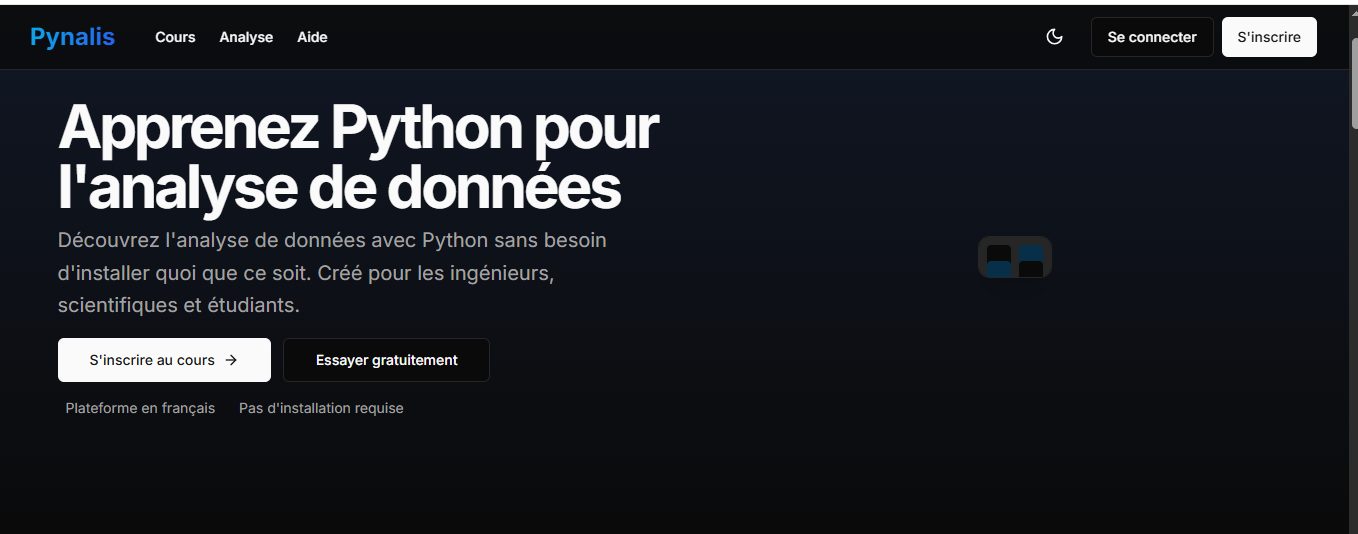 Pynalis
Cours
Analyse
Aide
Se connecter
S'inscrire
Apprenez Python pour
l'analyse de données
Découvrez l'analyse de données avec Python sans besoin
d'installer quoi que ce soit. Créé pour les ingénieurs,
scientifiques et étudiants.
S'inscrire au cours →
Essayer gratuitement
Plateforme en français
Pas d'installation requise